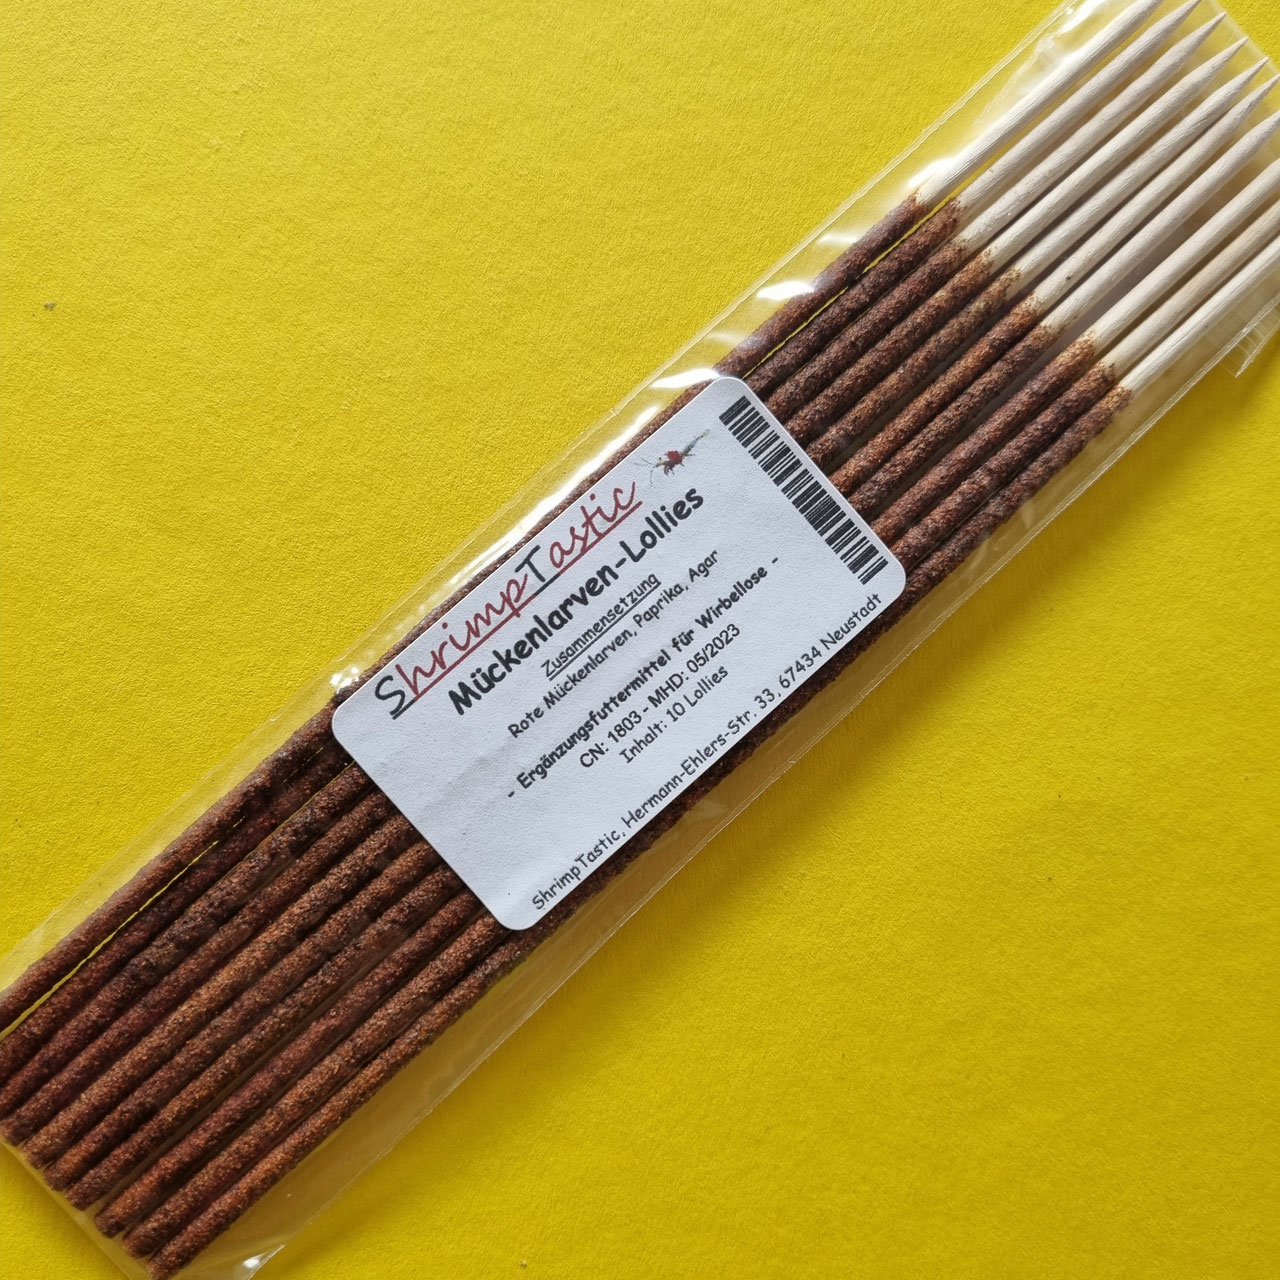 ShrimpTastic
Mückenlarven-Lollies
Zusammensetzung
Rote Mückenlarven, Paprika, Agar
- Ergänzungsfuttermittel für Wirbellose -
CN: 1803 - MHD: 05/2023
Inhalt: 10 Lollies
ShrimpTastic, Hermann-Ehlers-Str. 33, 67434 Neustadt